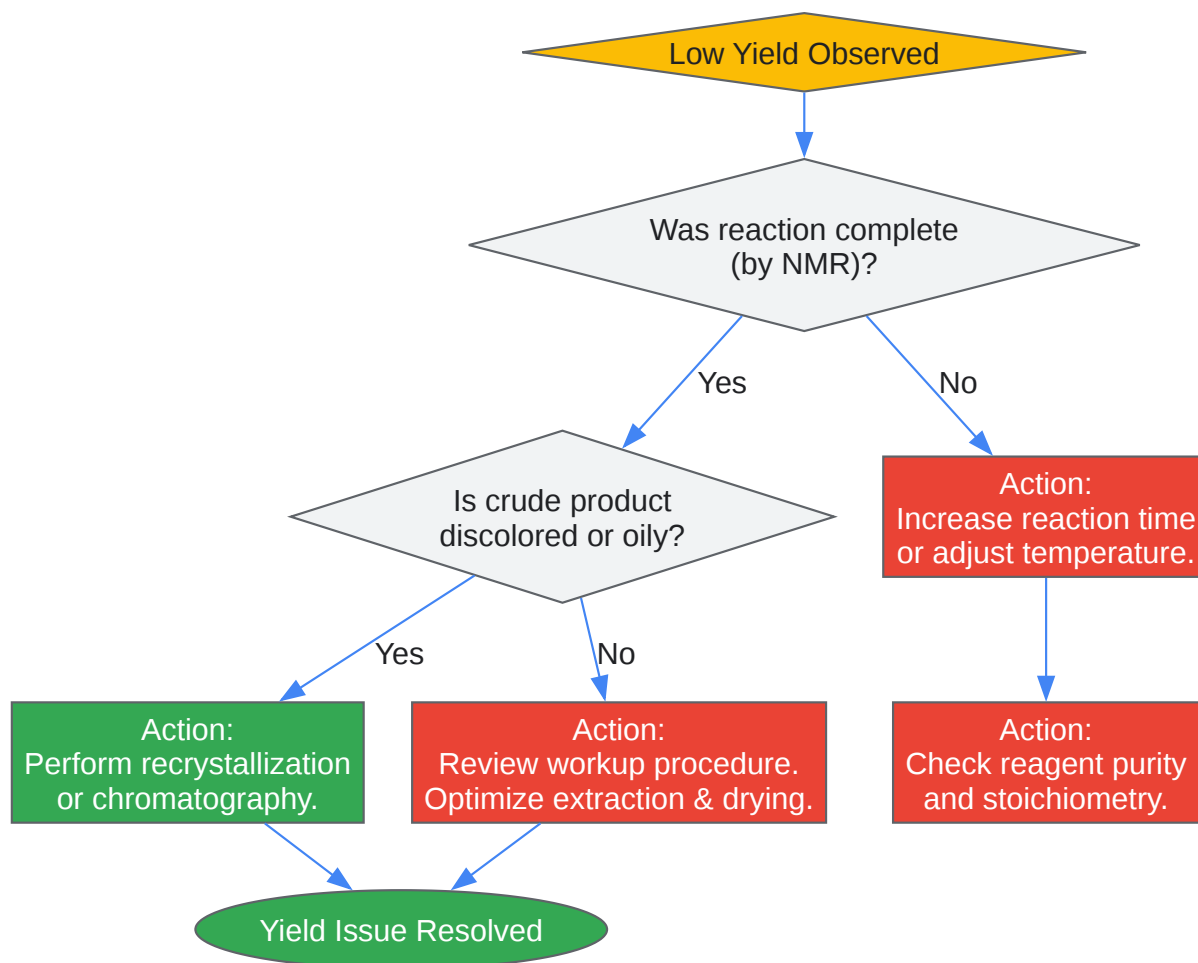 Low Yield Observed
Was reaction complete
(by NMR)?
Yes
No
Is crude product
discolored or oily?
Action:
Increase reaction time
or adjust temperature.
Yes
No
Action:
Perform recrystallization
or chromatography.
Action:
Review workup procedure.
Optimize extraction & drying.
Action:
Check reagent purity
and stoichiometry.
Yield Issue Resolved